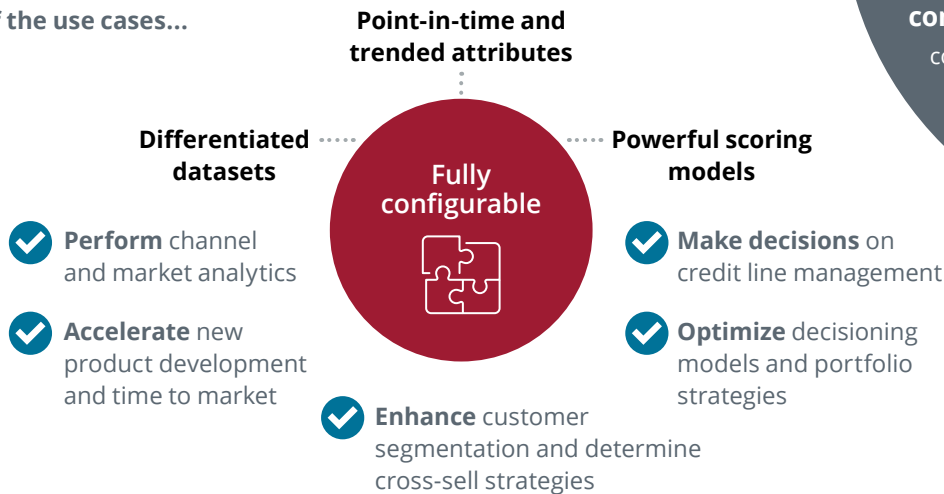 the use cases...
Point-in-time and
trended attributes
Differentiated
datasets
Powerful scoring
models
Fully
configurable
Perform channel
and market analytics
Accelerate new
product development
and time to market
Make decisions on
credit line management
Optimize decisioning
models and portfolio
strategies
Enhance customer
segmentation and determine
cross-sell strategies